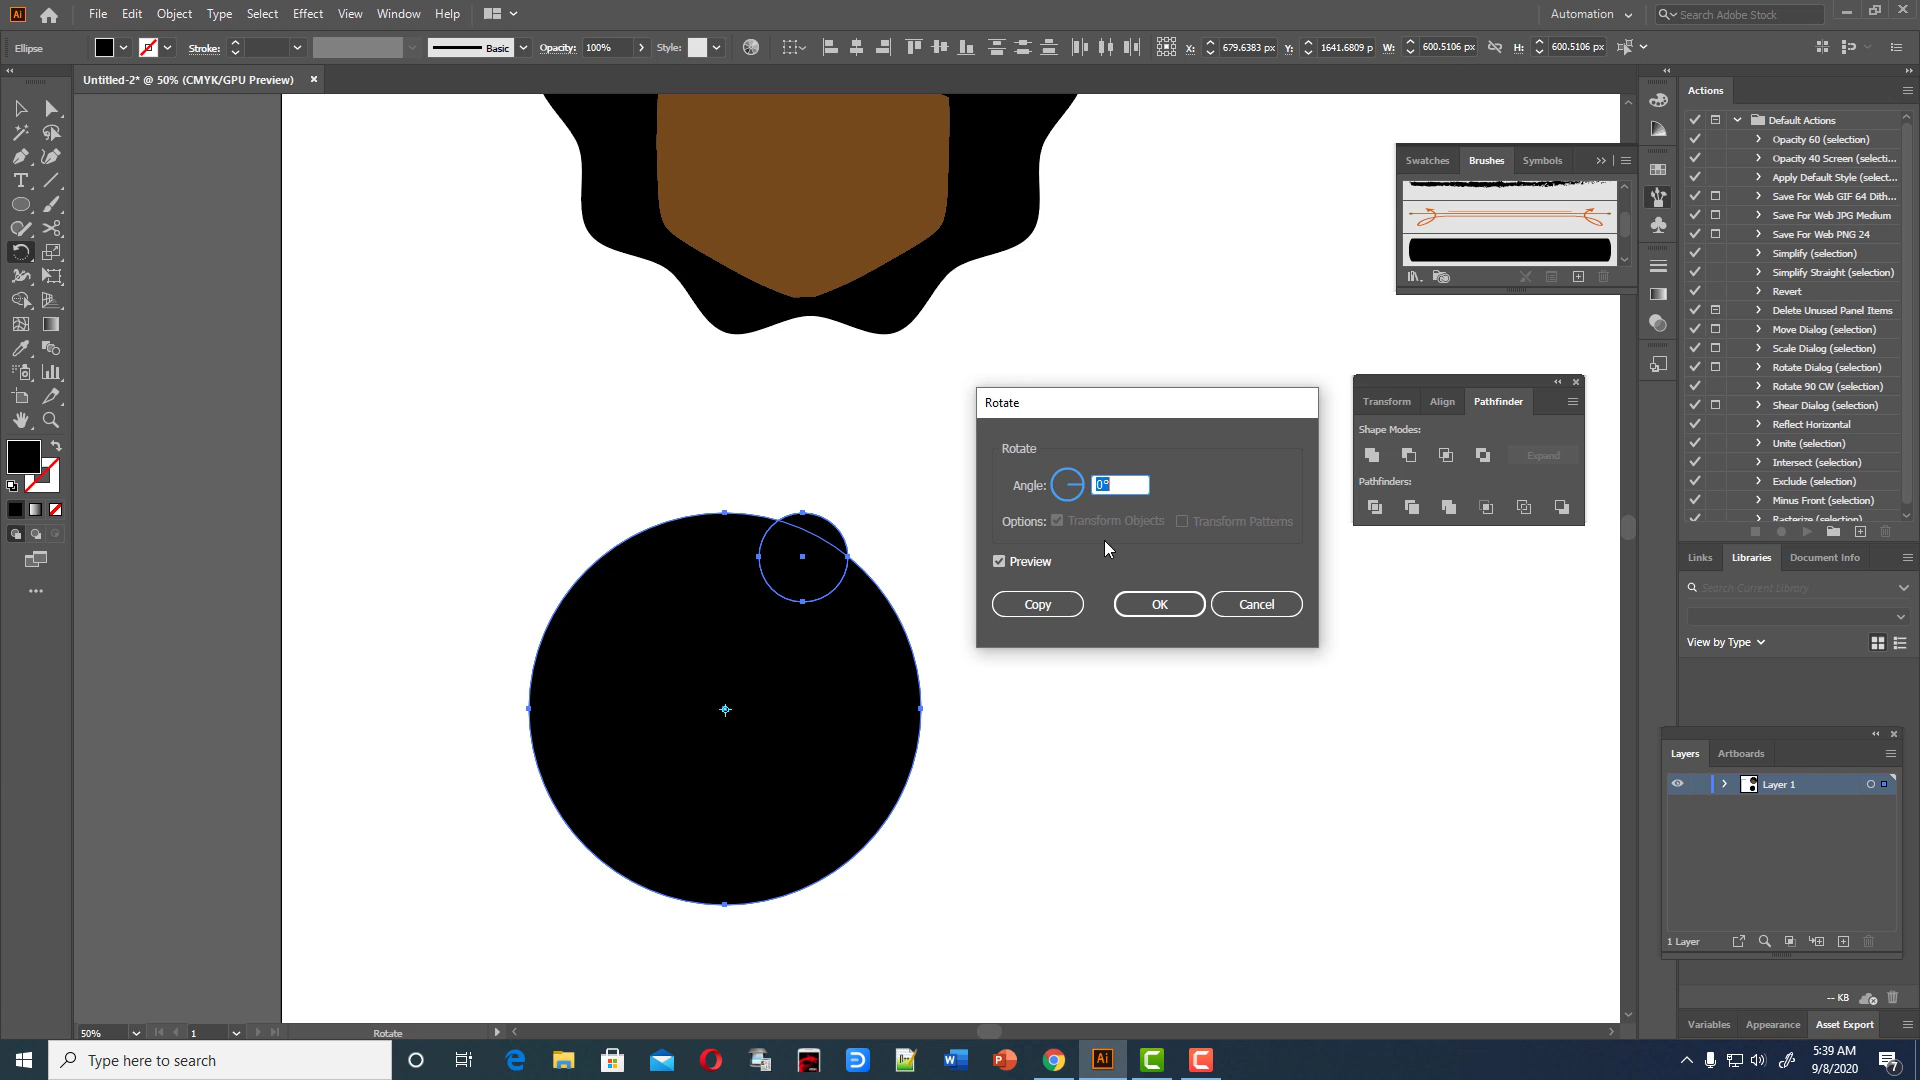 Ai File Edit Object Type Select Effect View Window Help Automation Search Adobe Stock
Ellipse Stroke: Basic Opacity: 100% Style: X: 679.6383 px Y: 1641.6809 p W: 600.5106 px H: 600.5106 px
Untitled-2* @ 50% (CMYK/GPU Preview)
Actions
Default Actions
Opacity 60 (selection)
Opacity 40 Screen (selecti...
Apply Default Style (select...
Save For Web GIF 64 Dith...
Save For Web JPG Medium
Save For Web PNG 24
Simplify (selection)
Simplify Straight (selection)
Revert
Delete Unused Panel Items
Move Dialog (selection)
Scale Dialog (selection)
Rotate Dialog (selection)
Rotate 90 CW (selection)
Shear Dialog (selection)
Reflect Horizontal
Unite (selection)
Intersect (selection)
Exclude (selection)
Minus Front (selection)
Rasterize (selection)
Swatches Brushes Symbols
Transform Align Pathfinder
Shape Modes:
Expand
Pathfinders:
Rotate
Rotate
Angle: 0°
Options: Transform Objects Transform Patterns
Preview
Copy OK Cancel
Links Libraries Document Info
Search Current Library
View by Type
Layers Artboards
Layer 1
1 Layer
-- KB
Variables Appearance Asset Export
50% 1 Rotate
Type here to search
5:39 AM
9/8/2020
7